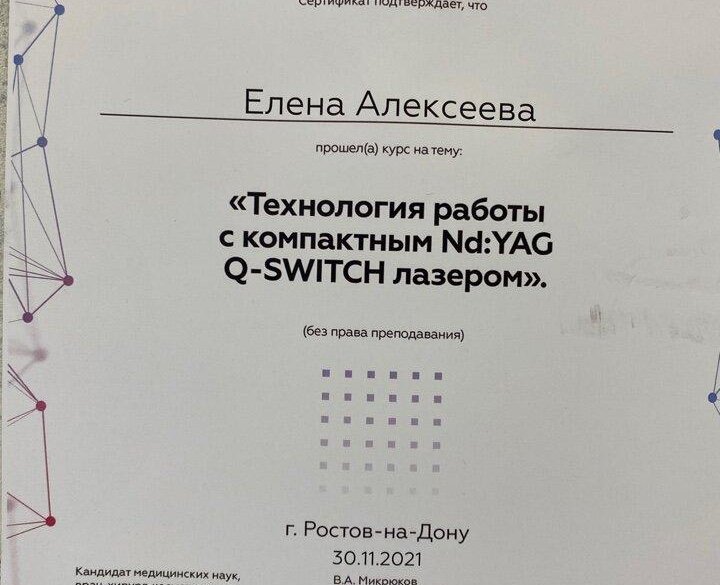 Сертификат подтверждает, что
Елена Алексеева
прошел(а) курс на тему:
«Технология работы
с компактным Nd:YAG
Q-SWITCH лазером».
(без права преподавания)
г. Ростов-на-Дону
30.11.2021
Кандидат медицинских наук,
В.А. Микрюков